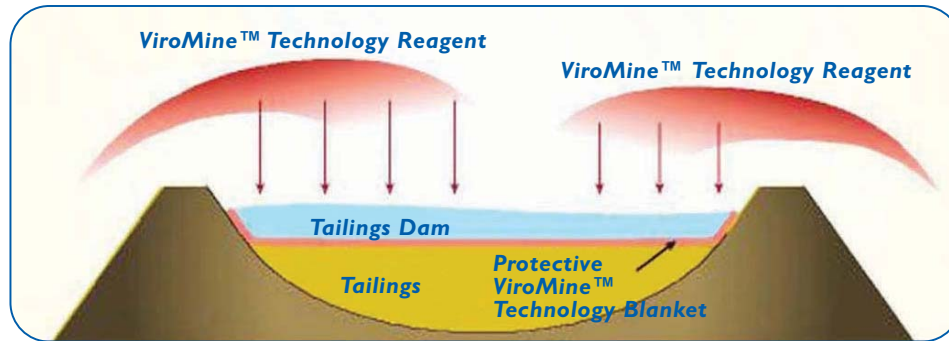 ViroMine™ Technology Reagent
ViroMine™ Technology Reagent
Tailings Dam
Tailings
Protective
ViroMine™
Technology Blanket